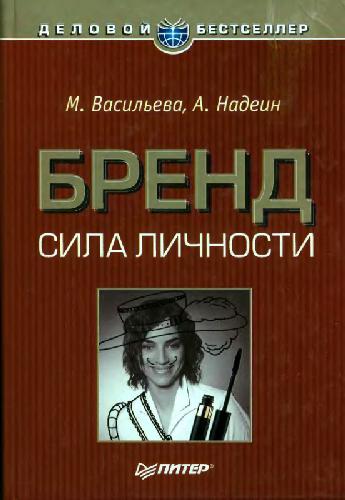 ДЕЛОВОЙ БЕСТСЕЛЛЕР
М. Васильева, А. Надеин
БРЕНД
СИЛА ЛИЧНОСТИ
ПИТЕР